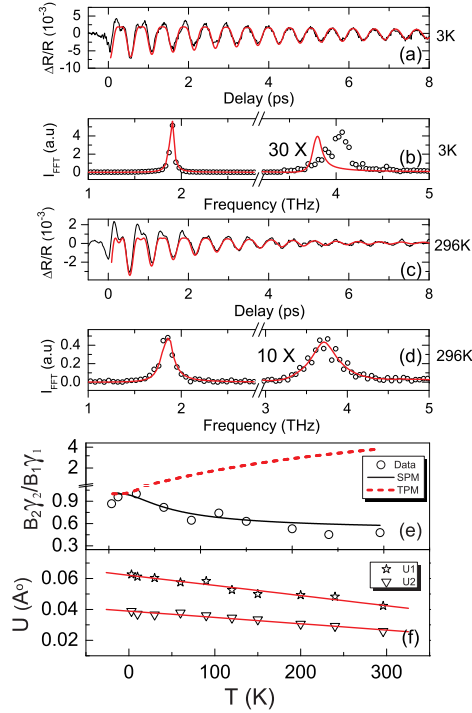 5
0
-5
-10
ΔR/R (10⁻³)
(a)
3K
0 2 4 6 8
Delay (ps)
6
4
2
0
I_FFT (a.u)
30 X
(b)
3K
1 2 4 5
Frequency (THz)
2
0
-2
ΔR/R (10⁻³)
(c)
296K
0 2 4 6 8
Delay (ps)
0.4
0.2
0.0
I_FFT (a.u)
10 X
(d)
296K
1 2 3 4 5
Frequency (THz)
B₂γ₂/B₁γ₁
0.9
0.6
0.3
Data
SPM
TPM
(e)
0.06
0.04
0.02
U (Aº)
U1
U2
(f)
0 100 200 300
T (K)